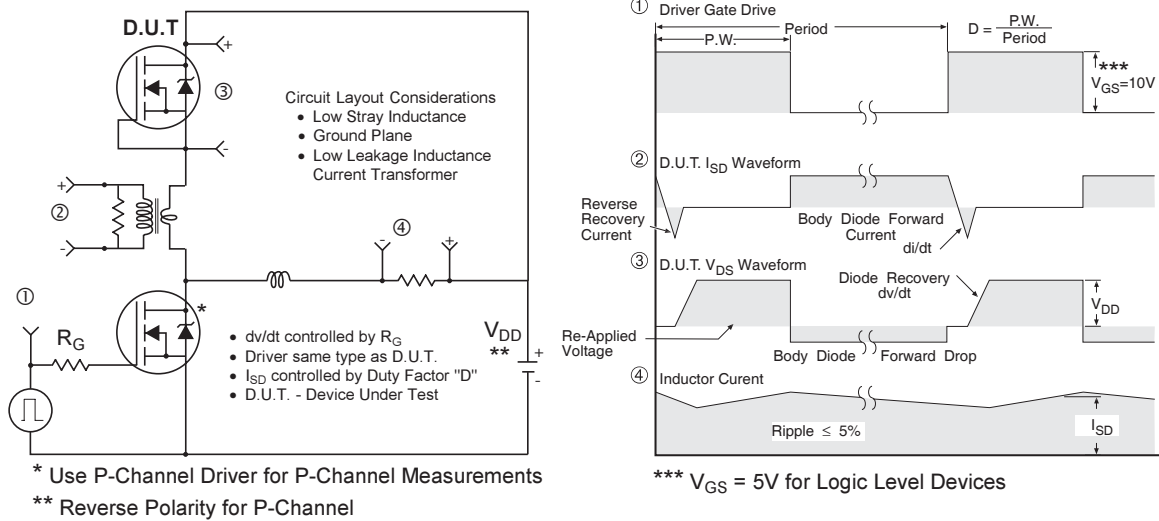 D.U.T
+
③
-
Circuit Layout Considerations
• Low Stray Inductance
• Ground Plane
• Low Leakage Inductance
Current Transformer
+
②
-
④
- +
①
R_G
*
• dv/dt controlled by R_G
• Driver same type as D.U.T.
• I_SD controlled by Duty Factor "D"
• D.U.T. - Device Under Test
V_DD
**
+
-
* Use P-Channel Driver for P-Channel Measurements
** Reverse Polarity for P-Channel
① Driver Gate Drive
Period
P.W.
D = P.W.
Period
***
V_GS=10V
② D.U.T. I_SD Waveform
Reverse
Recovery
Current
Body Diode Forward
Current
di/dt
③ D.U.T. V_DS Waveform
Diode Recovery
dv/dt
V_DD
Re-Applied
Voltage
Body Diode Forward Drop
④ Inductor Curent
Ripple ≤ 5%
I_SD
*** V_GS = 5V for Logic Level Devices